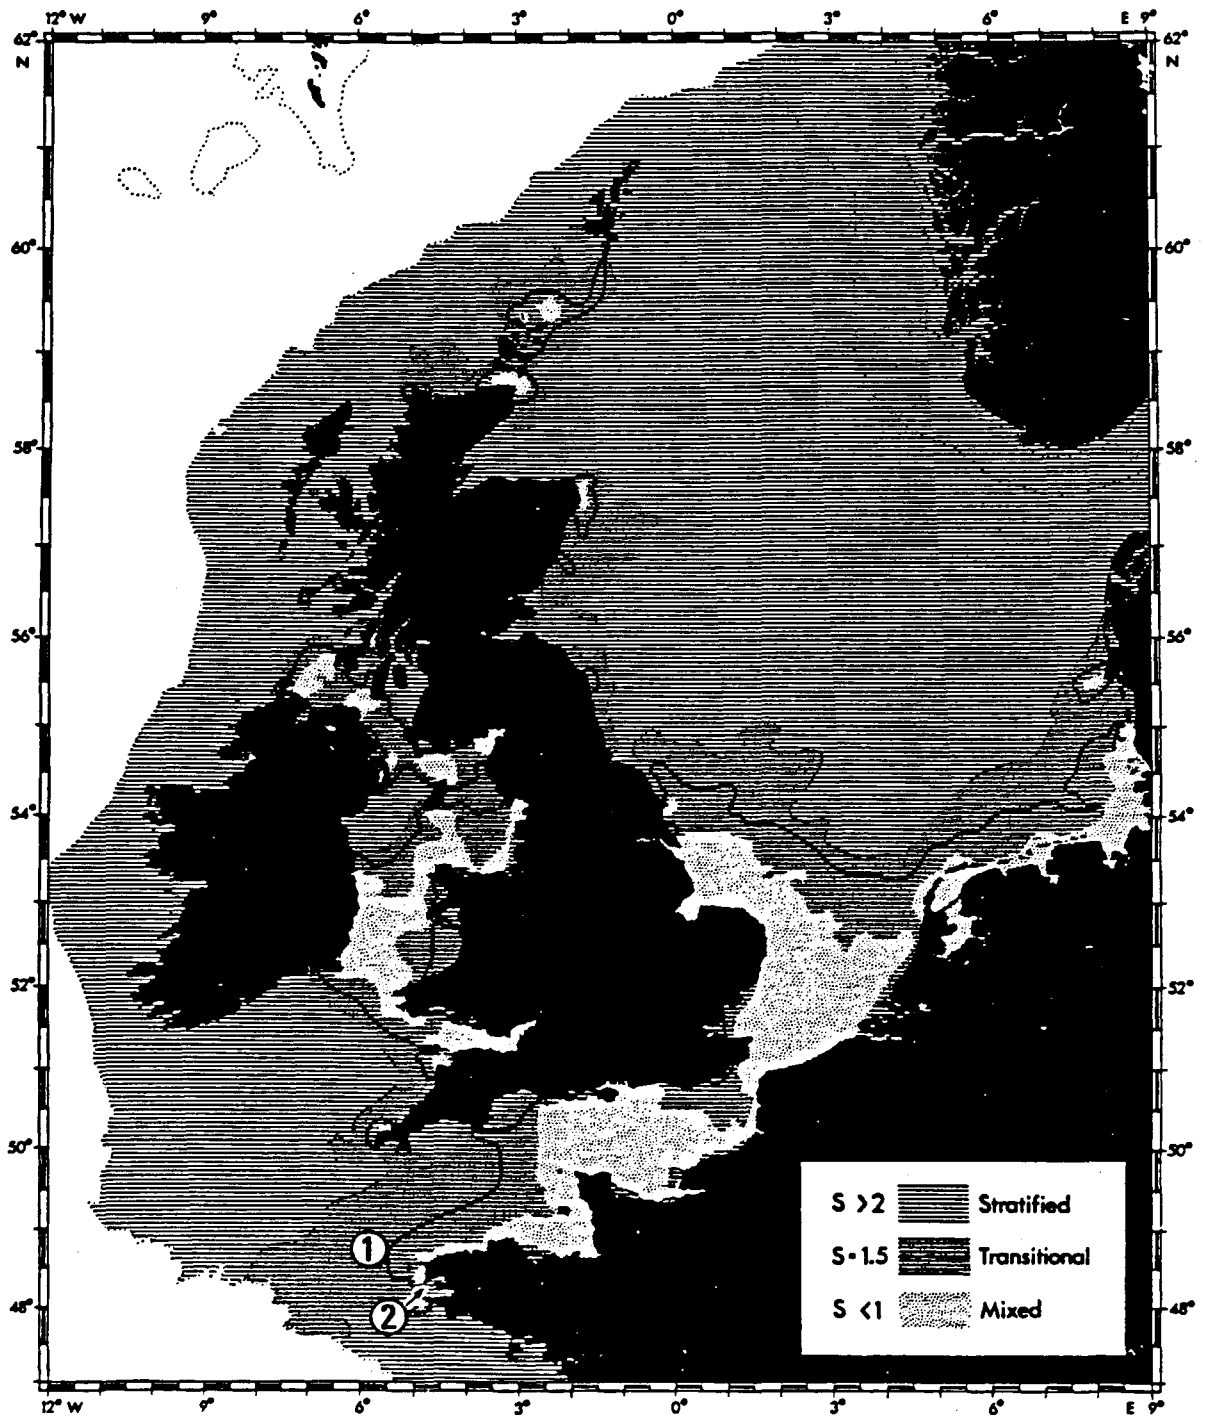 12° W 9° 6° 3° 0° 3° 6° E 9°
62° 62°
N N
60° 60°
58° 58°
56° 56°
54° 54°
52° 52°
50° 50°
48° 48°
S >2 Stratified
S = 1.5 Transitional
S <1 Mixed
1
2
12° W 9° 6° 3° 0° 3° 6° E 9°